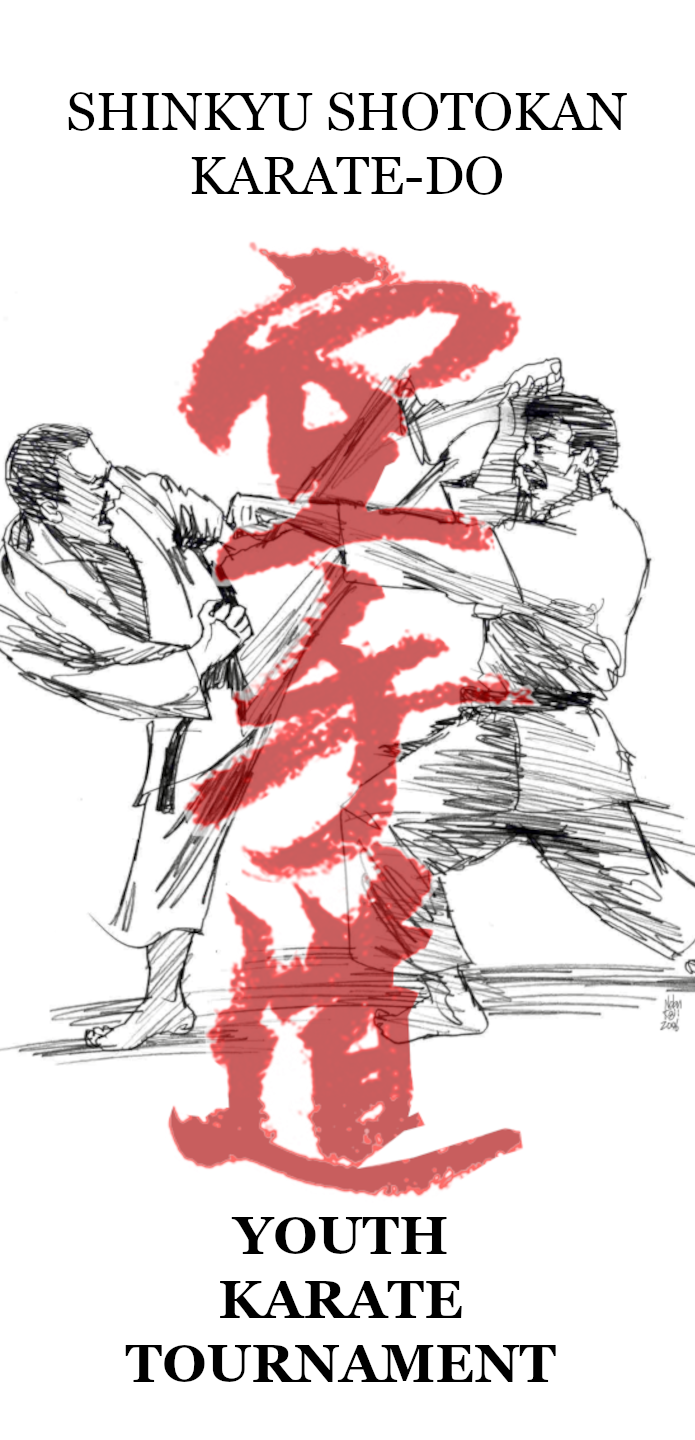 SHINKYU SHOTOKAN
KARATE-DO
空
手
道
YOUTH
KARATE
TOURNAMENT